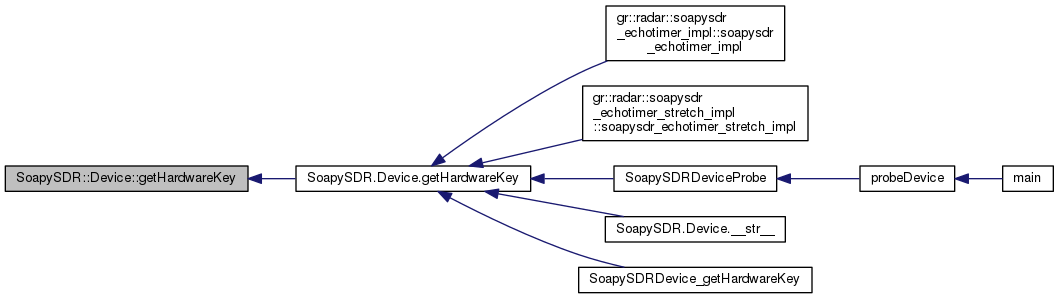 gr::radar::soapysdr
_echotimer_impl::soapysdr
_echotimer_impl
gr::radar::soapysdr
_echotimer_stretch_impl
::soapysdr_echotimer_stretch_impl
SoapySDR::Device::getHardwareKey
SoapySDR.Device.getHardwareKey
SoapySDRDeviceProbe
probeDevice
main
SoapySDR.Device.__str__
SoapySDRDevice_getHardwareKey